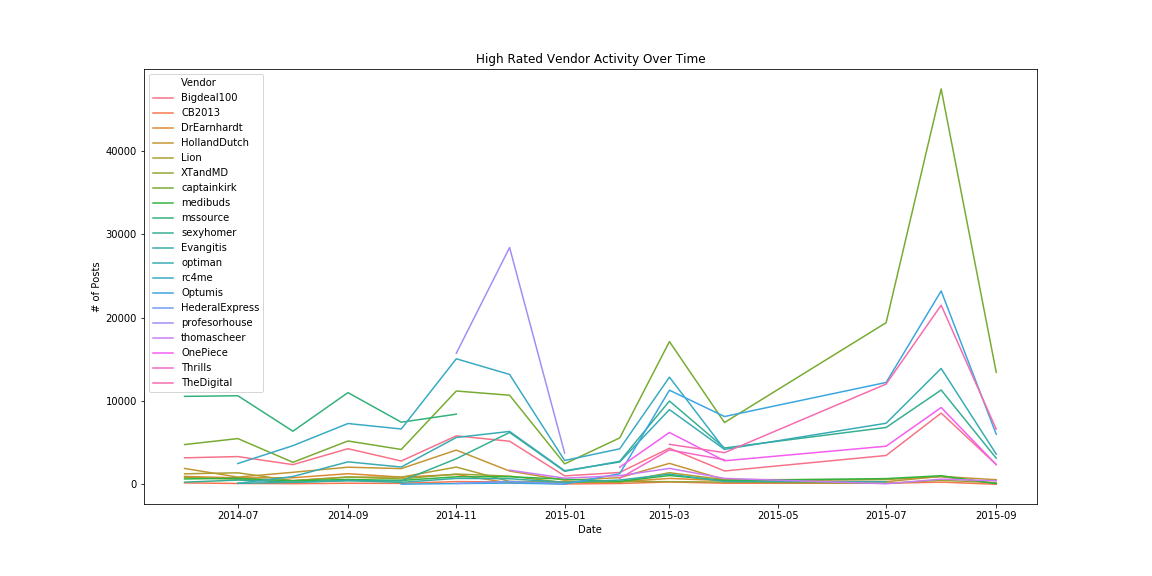 High Rated Vendor Activity Over Time
Vendor
Bigdeal100
CB2013
DrEarnhardt
HollandDutch
Lion
XTandMD
captainkirk
medibuds
mssource
sexyhomer
Evangitis
optiman
rc4me
Optumis
HederalExpress
profesorhouse
thomascheer
OnePiece
Thrills
TheDigital
# of Posts
40000
30000
20000
10000
0
2014-07
2014-09
2014-11
2015-01
2015-03
2015-05
2015-07
2015-09
Date